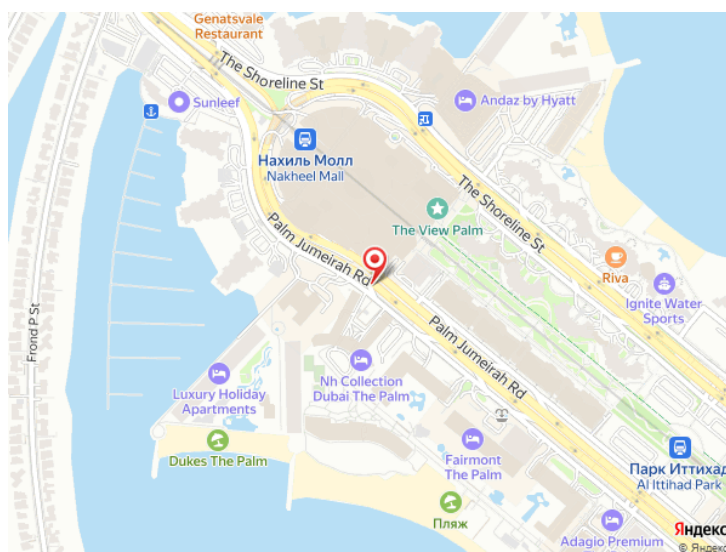 Genatsvale
Restaurant
The Shoreline St
Sunleef
Andaz by Hyatt
Нахиль Молл
Nakheel Mall
The Shoreline St
The View Palm
Palm Jumeirah Rd
Riva
Ignite Water
Sports
Frond P St
Palm Jumeirah Rd
Nh Collection
Dubai The Palm
Luxury Holiday
Apartments
Dukes The Palm
Fairmont
The Palm
Парк Иттихад
Al Ittihad Park
Пляж
Adagio Premium
Яндекс
© Яндекс